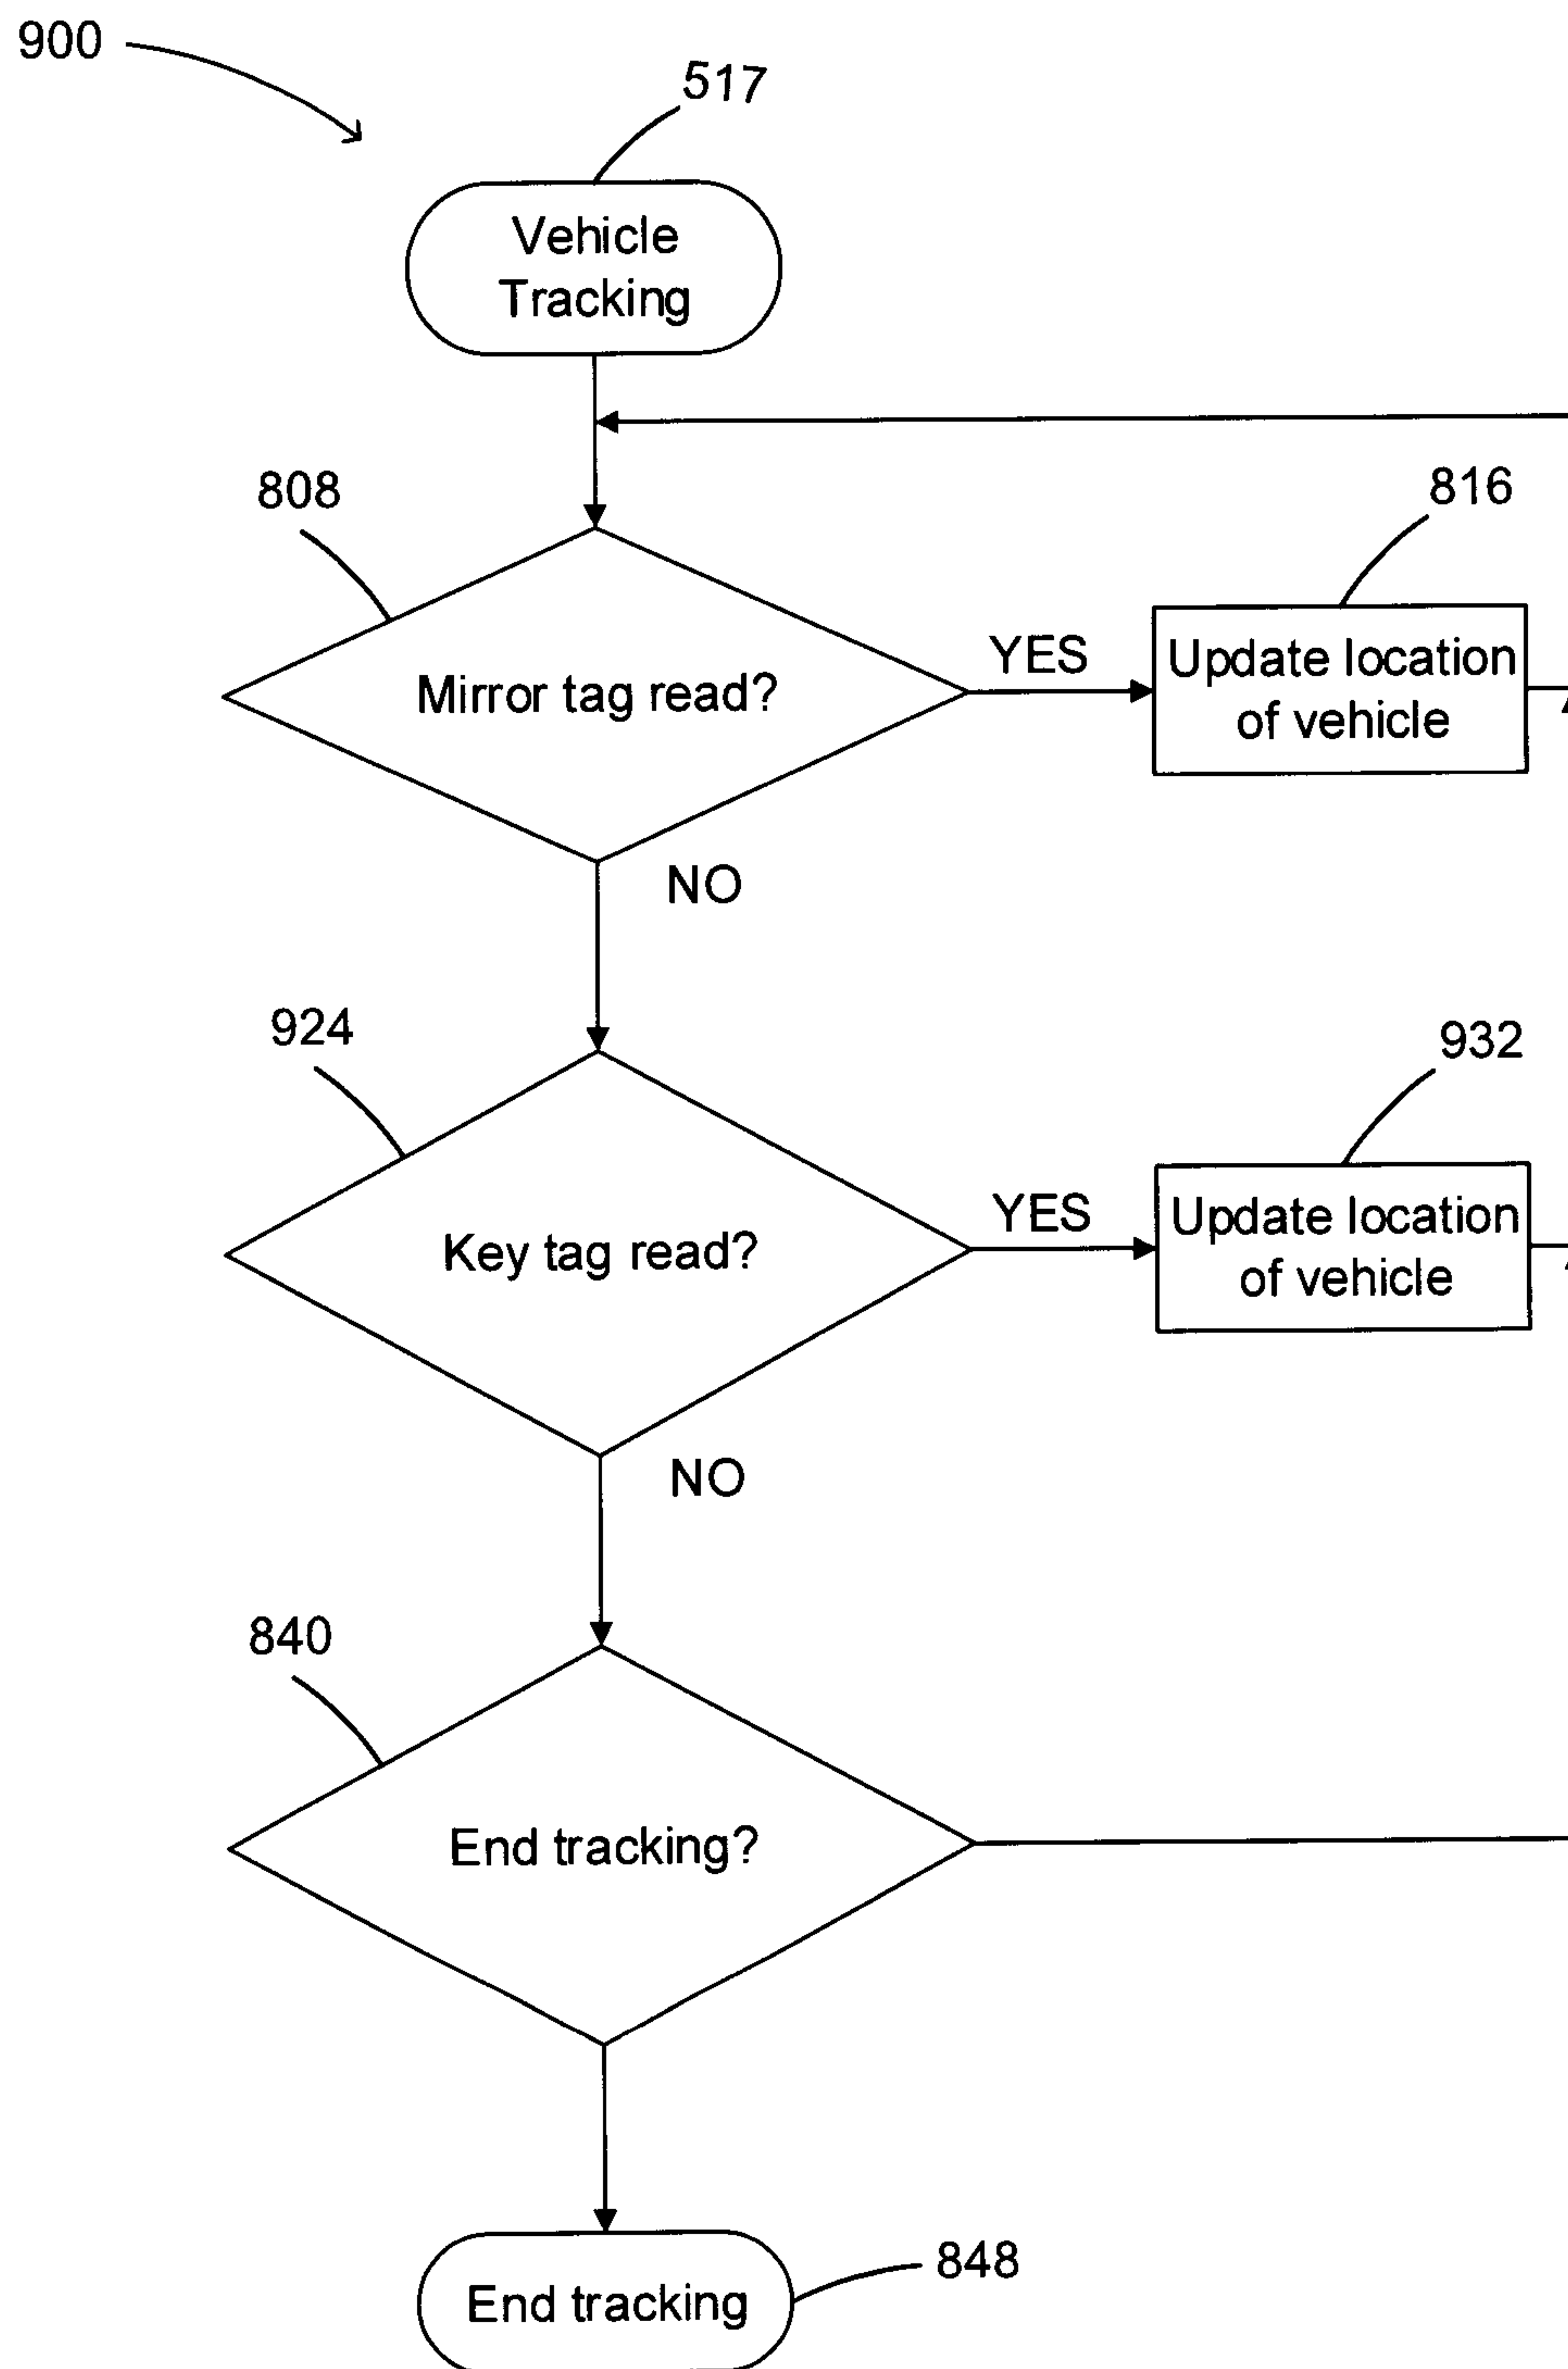 900
517
Vehicle
Tracking
808
816
Mirror tag read?
YES
Update location
of vehicle
NO
924
932
Key tag read?
YES
Update location
of vehicle
NO
840
End tracking?
End tracking
848